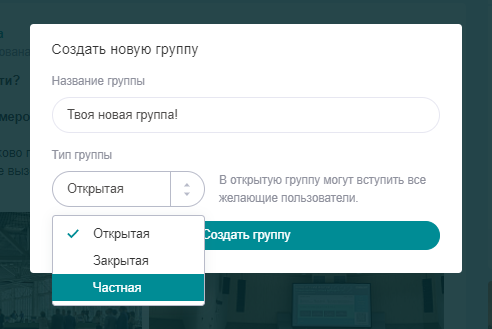 Создать новую группу
Название группы
Твоя новая группа!
Тип группы
Открытая
В открытую группу могут вступить все
желающие пользователи.
Создать группу
Открытая
Закрытая
Частная